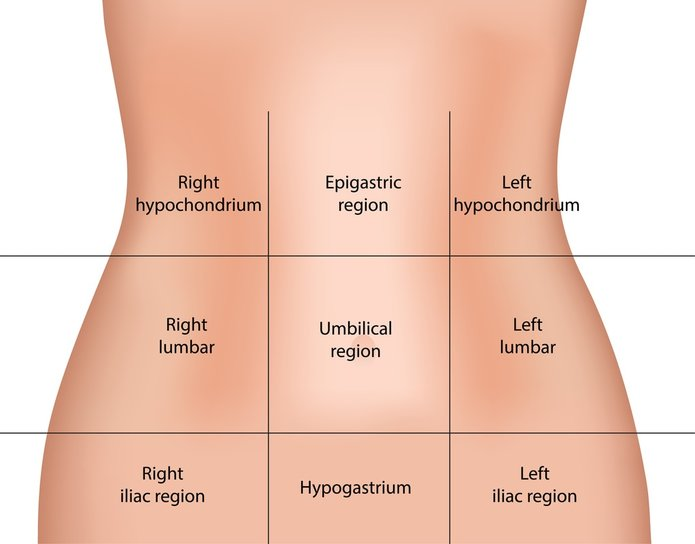 Right
hypochondrium
Epigastric
region
Left
hypochondrium
Right
lumbar
Umbilical
region
Left
lumbar
Right
iliac region
Hypogastrium
Left
iliac region